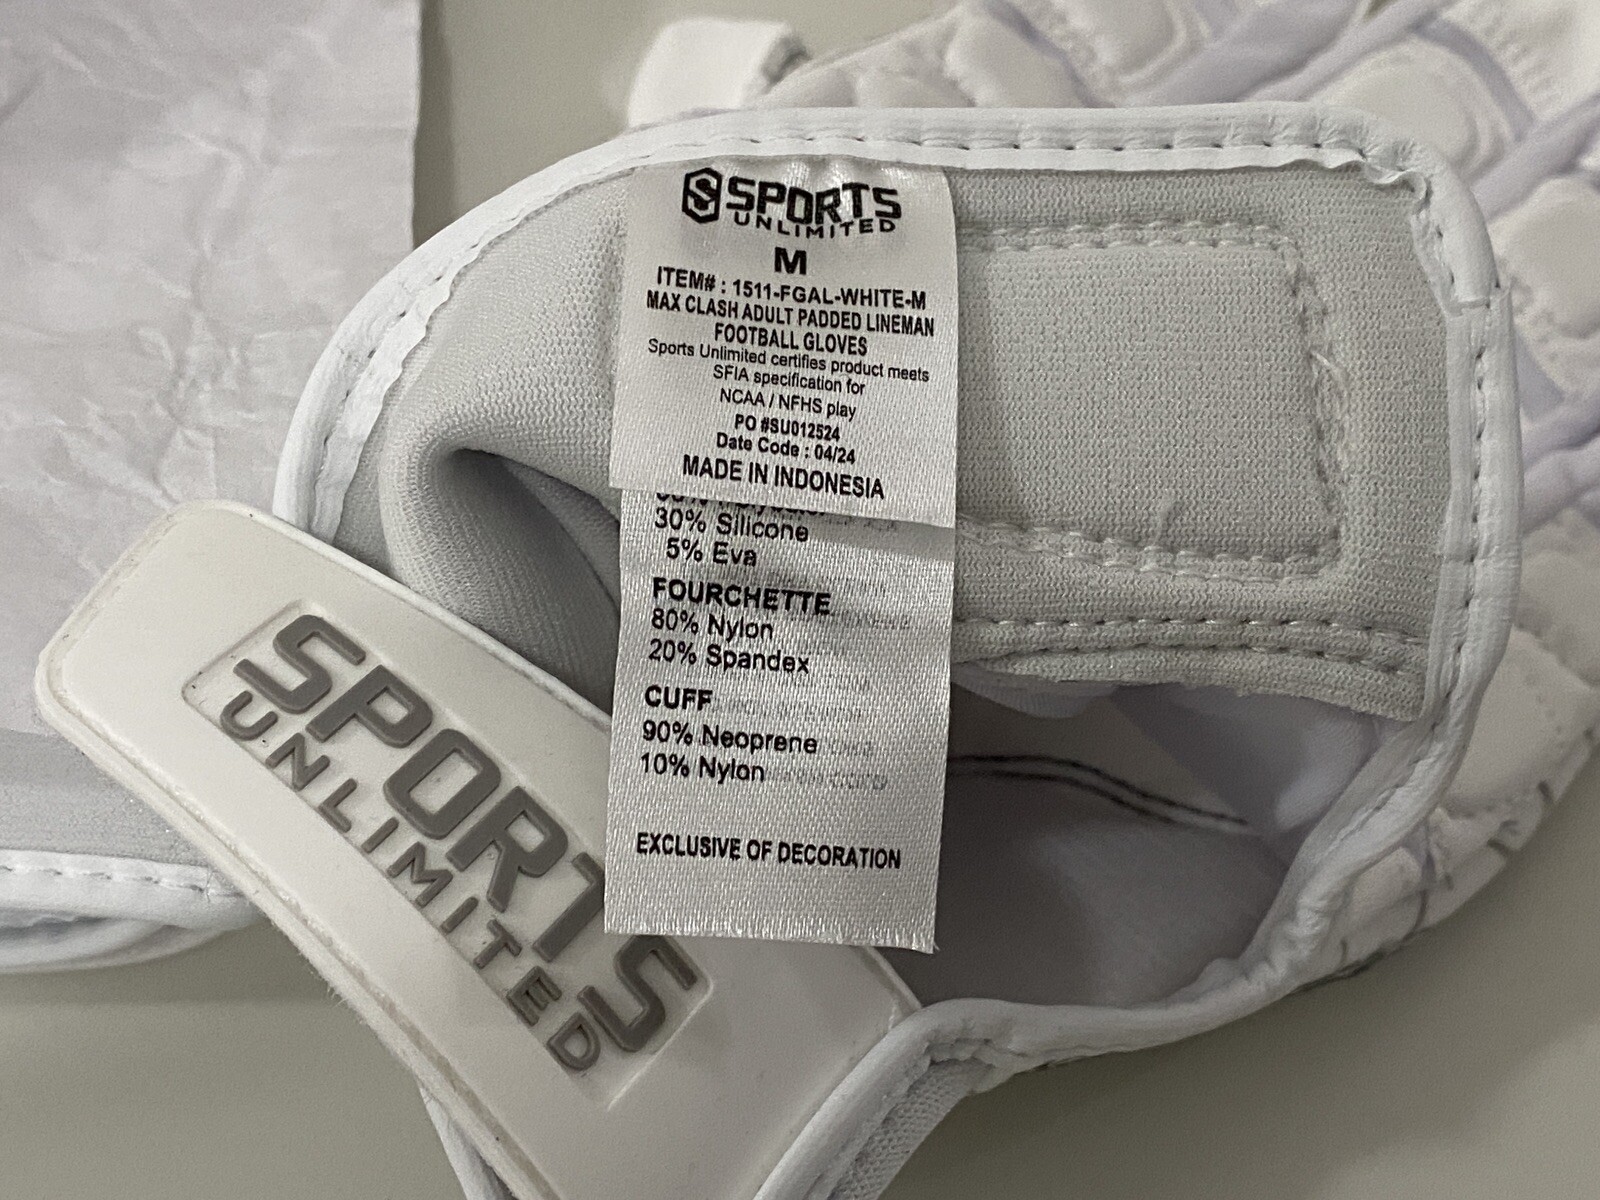 SPORTS
UNLIMITED
M
ITEM# : 1511-FGAL-WHITE-M
MAX CLASH ADULT PADDED LINEMAN
FOOTBALL GLOVES
Sports Unlimited certifies product meets
SFIA specification for
NCAA / NFHS play
PO #SU012524
Date Code : 04/24
MADE IN INDONESIA
30% Silicone
5% Eva
FOURCHETTE
80% Nylon
20% Spandex
CUFF
90% Neoprene
10% Nylon
EXCLUSIVE OF DECORATION
SPORTS
UNLIMITED